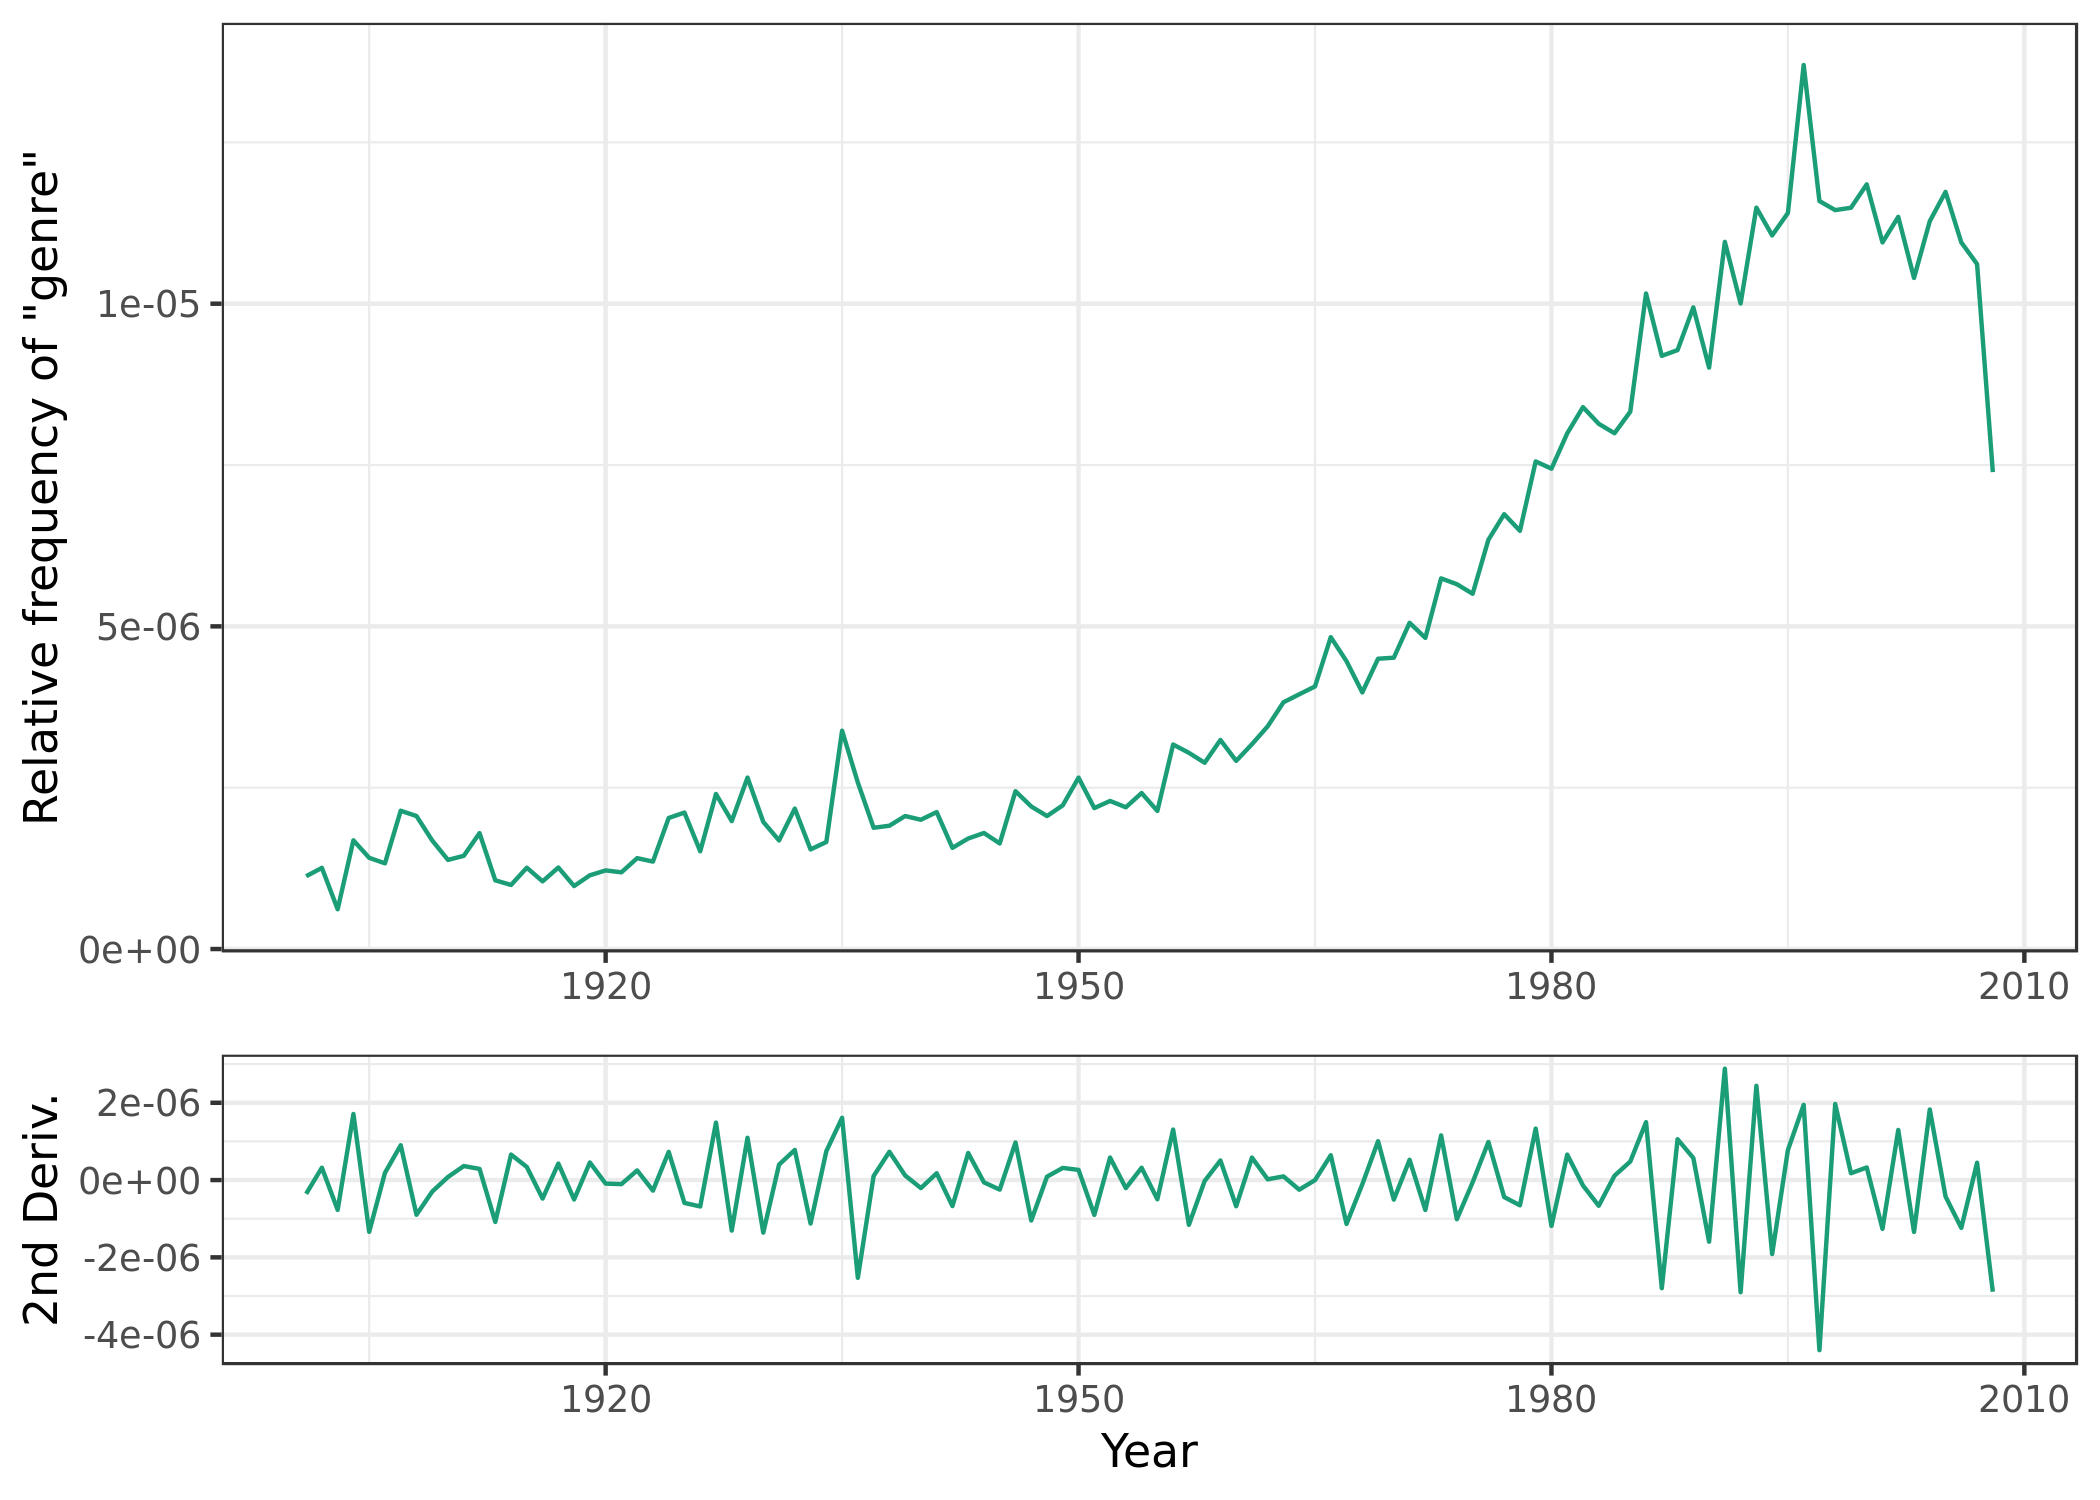 Relative frequency of "genre"
1e-05
5e-06
0e+00
1920 1950 1980 2010
2nd Deriv.
2e-06
0e+00
-2e-06
-4e-06
1920 1950 1980 2010
Year